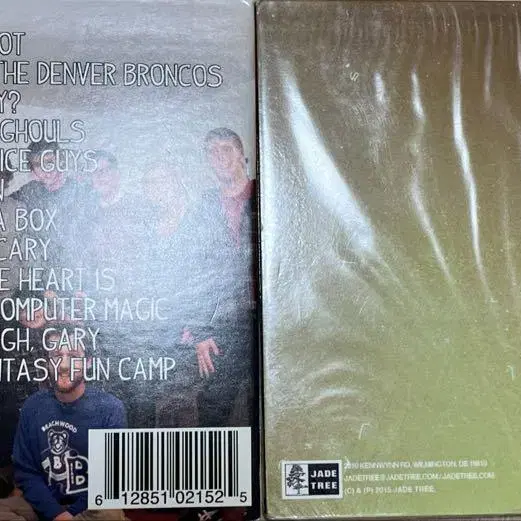 OT
HE DENVER BRONCOS
Y?
GHOULS
ICE GUYS
N
A BOX
CARY
E HEART IS
OMPUTER MAGIC
GH, GARY
NTASY FUN CAMP
BEACHWOOD
B
6 12851 02152 5
JADE
TREE
2310 KENNWYNN RD. WILMINGTON, DE 19810
JADETREE@JADETREE.COM/JADETREE.COM
(C) & (P) 2015 JADE TREE.